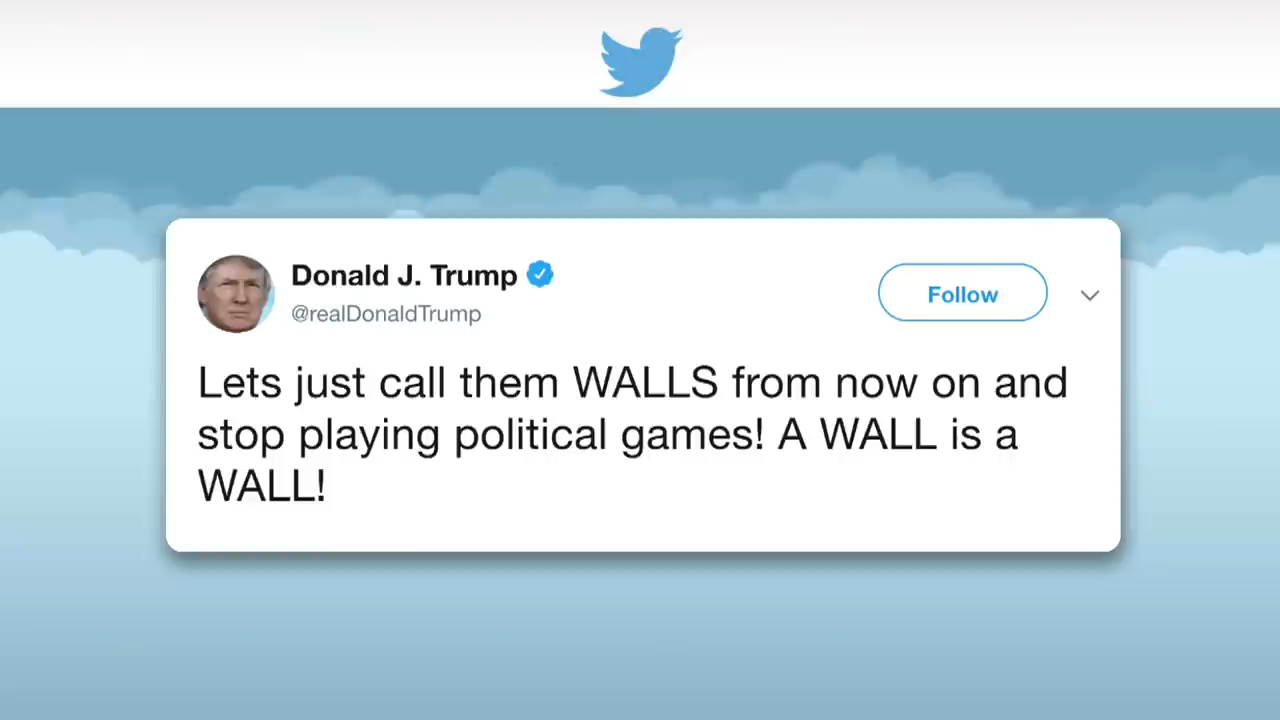 Donald J. Trump
@realDonaldTrump
Follow
Lets just call them WALLS from now on and
stop playing political games! A WALL is a
WALL!